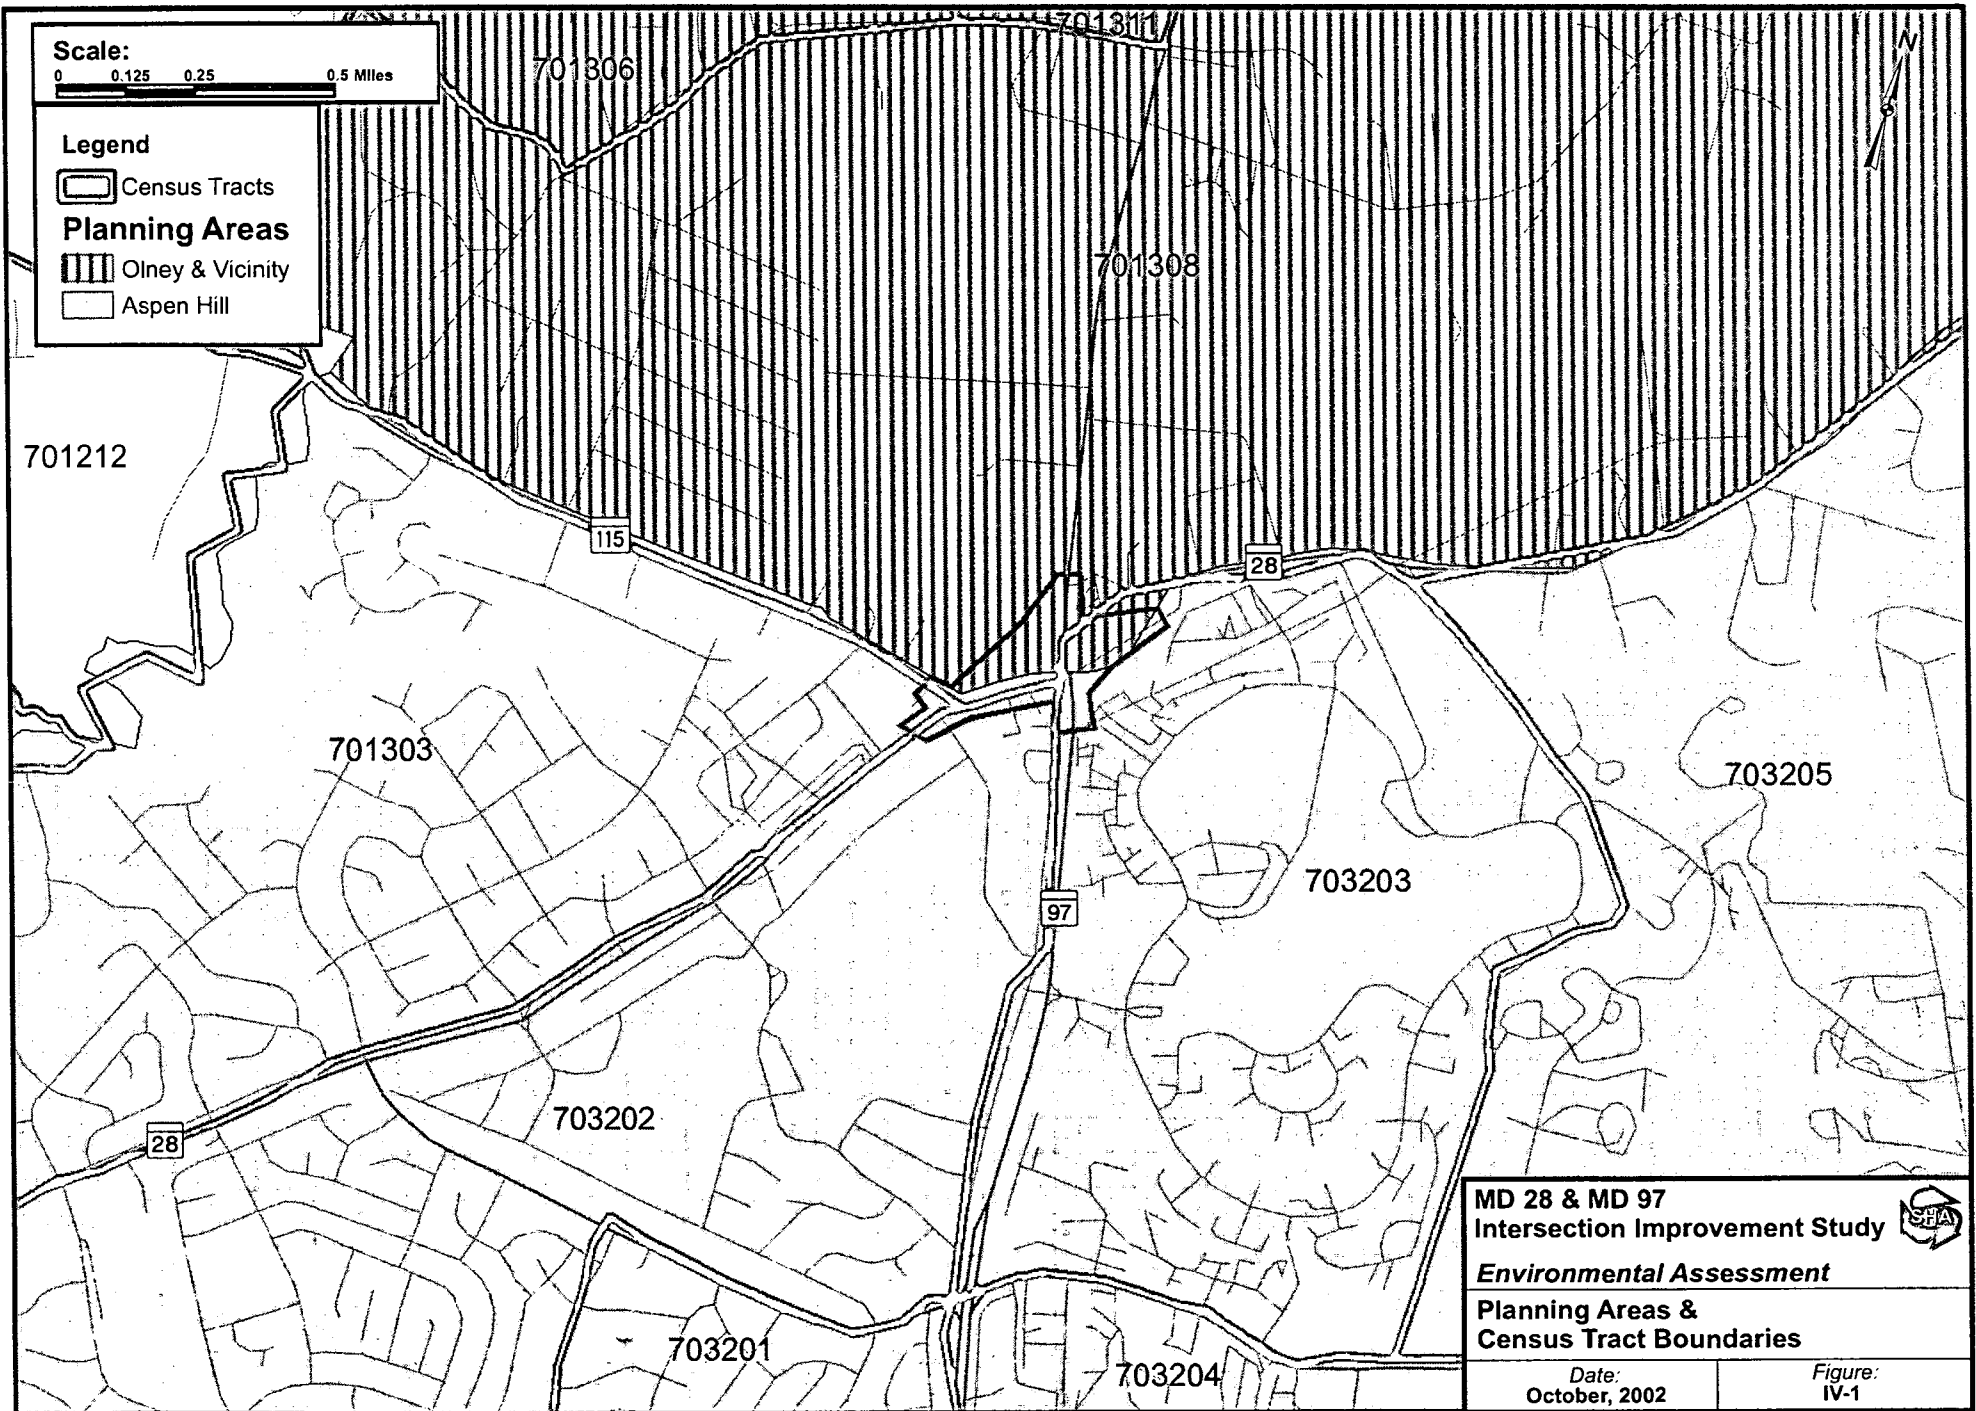 Scale:
0 0.125 0.25 0.5 Miles
Legend
Census Tracts
Planning Areas
Olney & Vicinity
Aspen Hill
N
701311
701306
701308
701212
115
28
701303
703205
703203
97
703202
28
703201
703204
MD 28 & MD 97
Intersection Improvement Study
SHA
Environmental Assessment
Planning Areas &
Census Tract Boundaries
Date:
October, 2002
Figure:
IV-1